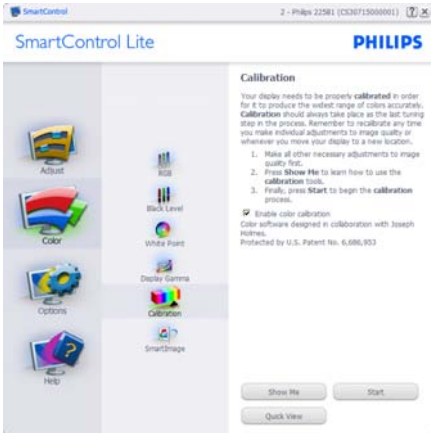 SmartControl
2 - Philips 225B1 (CS30715000001)
SmartControl Lite
PHILIPS
Adjust
Color
Options
Help
RGB
Black Level
White Point
Display Gamma
Calibration
SmartImage
Calibration
Your display needs to be properly calibrated in order
for it to produce the widest range of colors accurately.
Calibration should always take place as the last tuning
step in the process. Remember to recalibrate any time
you make individual adjustments to image quality or
whenever you move your display to a new location.
1. Make all other necessary adjustments to image
quality first.
2. Press Show Me to learn how to use the
calibration tools.
3. Finally, press Start to begin the calibration
process.
Enable color calibration
Color software designed in collaboration with Joseph
Holmes.
Protected by U.S. Patent No. 6,686,953
Show Me
Start
Quick View